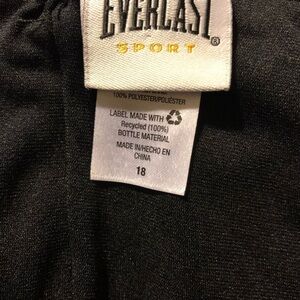 EVERLAST®
SPORT
100% POLYESTER/POLIÉSTER
LABEL MADE WITH
Recycled (100%)
BOTTLE MATERIAL
MADE IN/HECHO EN
CHINA
18